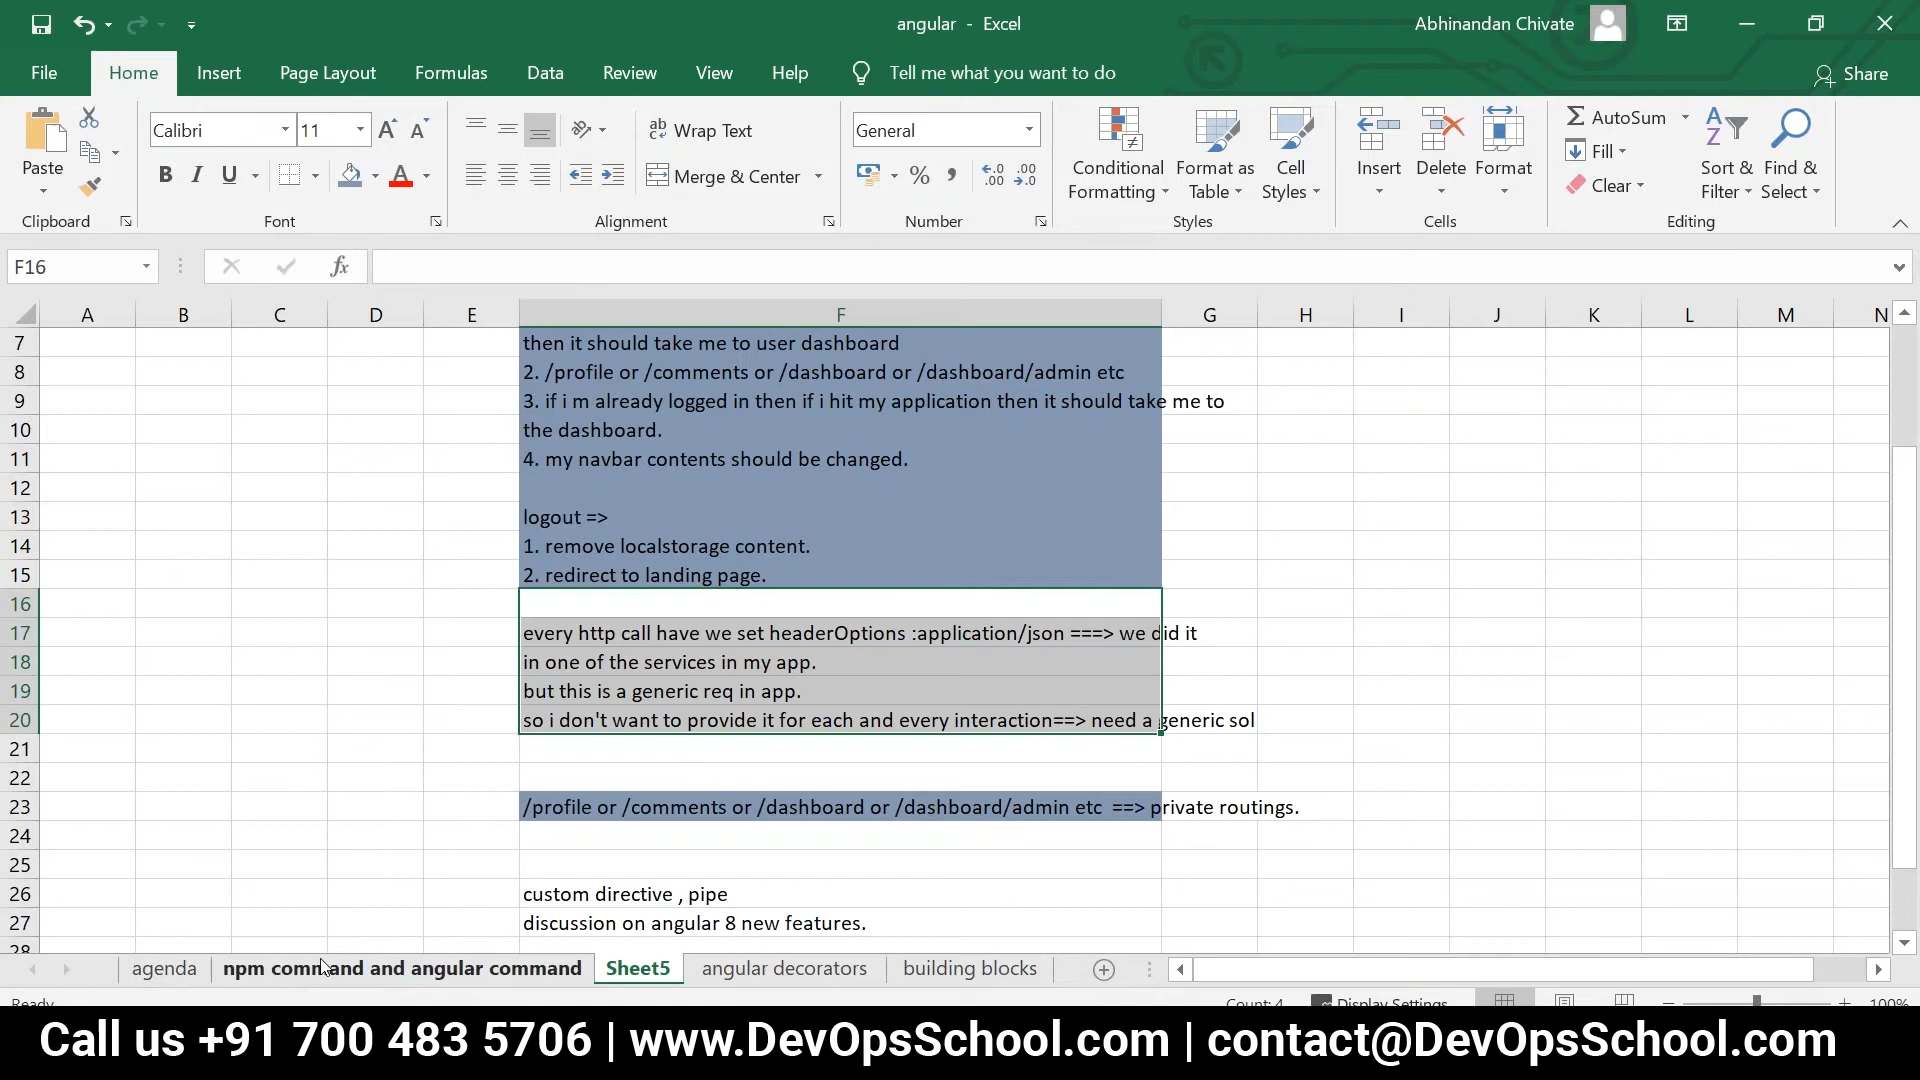 angular - Excel
Abhinandan Chivate
File Home Insert Page Layout Formulas Data Review View Help Tell me what you want to do Share
Paste
Clipboard
Calibri 11
B I U
Font
Wrap Text
Merge & Center
Alignment
General
Number
Conditional Formatting
Format as Table
Cell Styles
Styles
Insert Delete Format
Cells
AutoSum
Fill
Clear
Sort & Filter
Find & Select
Editing
F16
fx
A B C D E F G H I J K L M N
7 then it should take me to user dashboard
8 2. /profile or /comments or /dashboard or /dashboard/admin etc
9 3. if i m already logged in then if i hit my application then it should take me to
10 the dashboard.
11 4. my navbar contents should be changed.
12
13 logout =>
14 1. remove localstorage content.
15 2. redirect to landing page.
16
17 every http call have we set headerOptions :application/json ===> we did it
18 in one of the services in my app.
19 but this is a generic req in app.
20 so i don't want to provide it for each and every interaction==> need a generic sol
21
22
23 /profile or /comments or /dashboard or /dashboard/admin etc ==> private routings.
24
25
26 custom directive , pipe
27 discussion on angular 8 new features.
28
agenda npm command and angular command Sheet5 angular decorators building blocks
Ready Count: 4 Display Settings 100%
Call us +91 700 483 5706 | www.DevOpsSchool.com | contact@DevOpsSchool.com